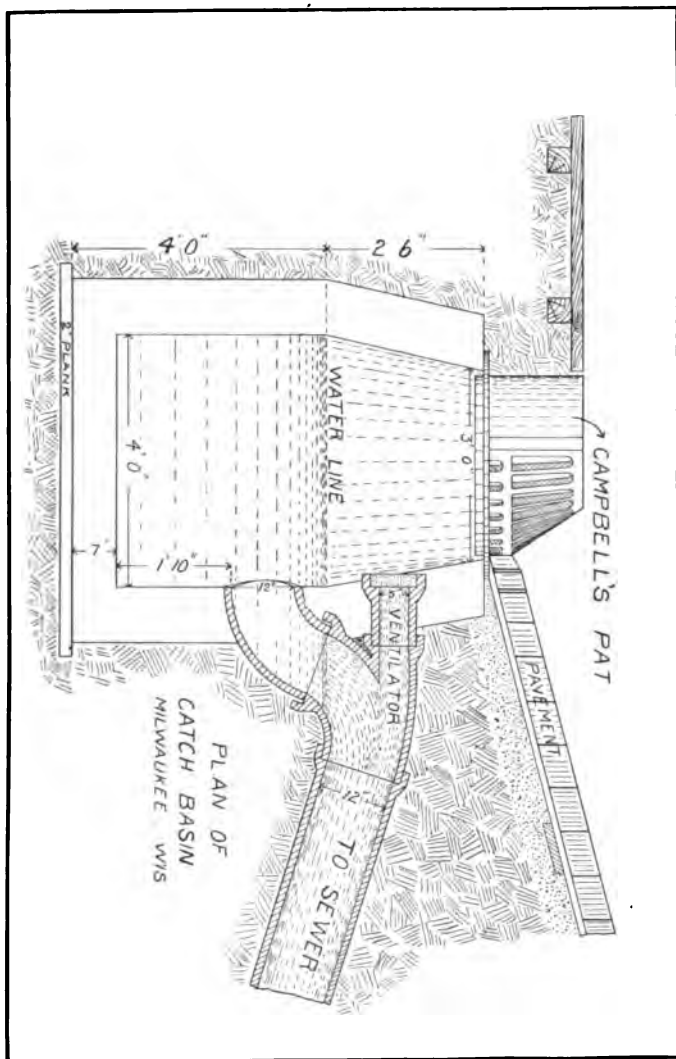 CAMPBELL'S PAT
PAVEMENT.
4'0"
2 6"
3' 0
WATER LINE
4' 0"
2" PLANK
7"
1' 10"
12"
5"
VENTILATOR
12"
TO SEWER
PLAN OF
CATCH BASIN
MILWAUKEE WIS